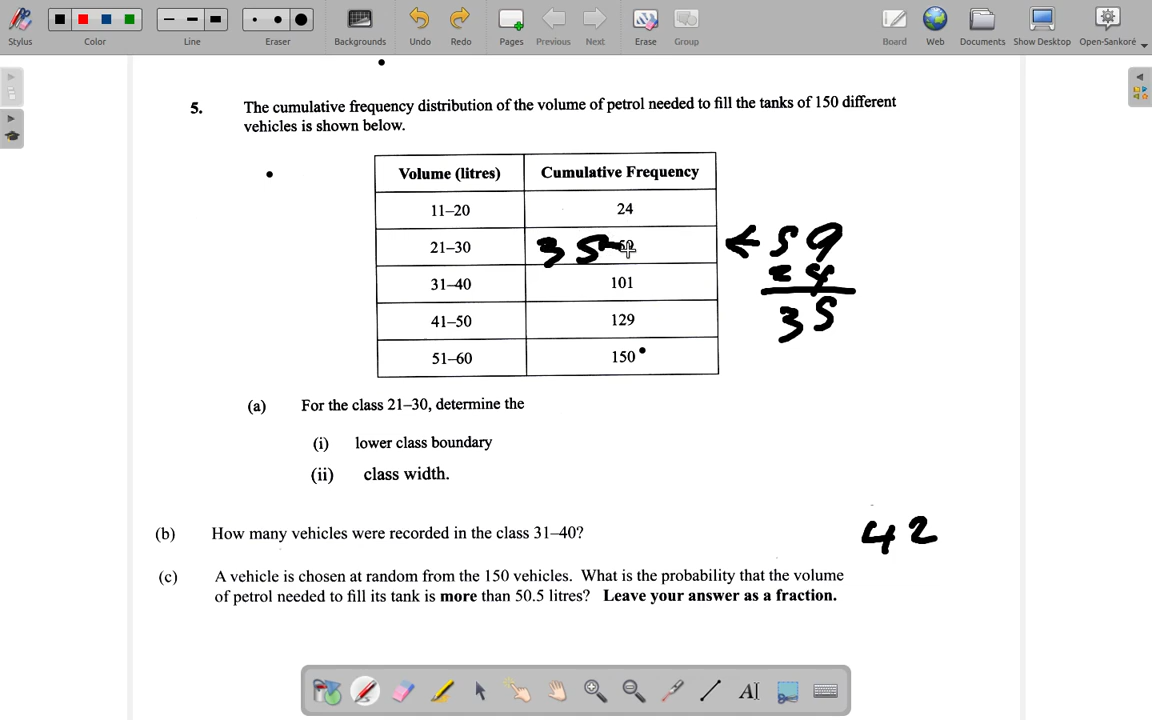 Stylus Color Line Eraser Backgrounds Undo Redo Pages Previous Next Erase Group Board Web Documents Show Desktop Open-Sankoré
5. The cumulative frequency distribution of the volume of petrol needed to fill the tanks of 150 different
vehicles is shown below.
Volume (litres) Cumulative Frequency
11–20 24
21–30 35 ← 59
24
31–40 101
35
41–50 129
51–60 150
(a) For the class 21–30, determine the
(i) lower class boundary
(ii) class width.
(b) How many vehicles were recorded in the class 31–40? 42
(c) A vehicle is chosen at random from the 150 vehicles. What is the probability that the volume
of petrol needed to fill its tank is more than 50.5 litres? Leave your answer as a fraction.
AI